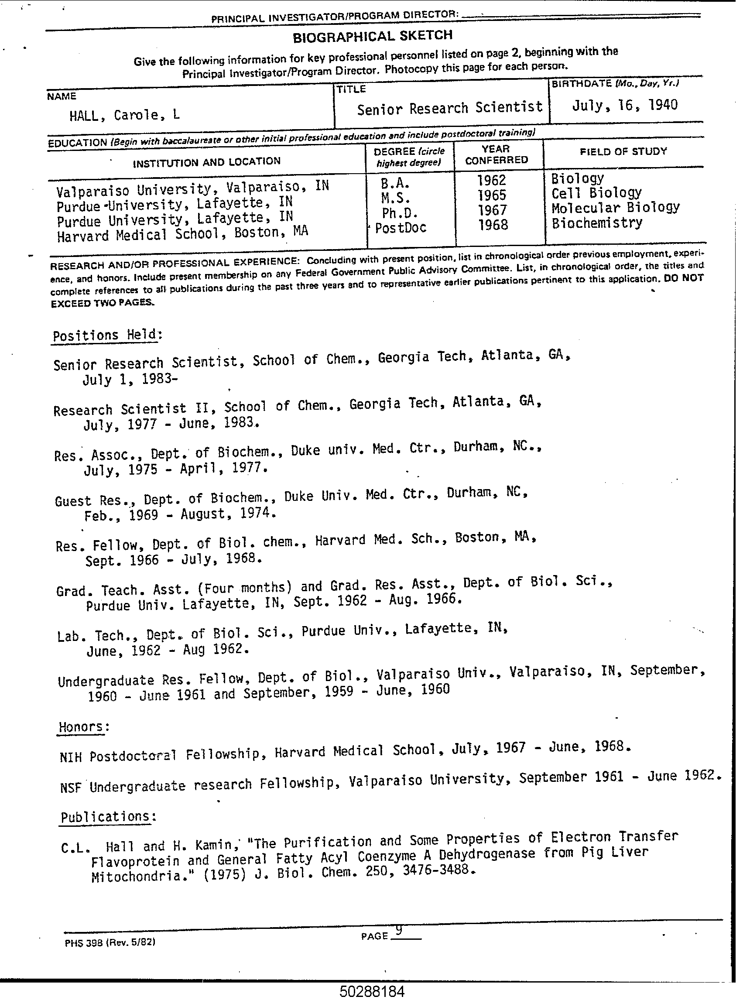 PRINCIPAL INVESTIGATOR/PROGRAM DIRECTOR:
BIOGRAPHICAL SKETCH
Give the following information for key professional personnel listed on page 2, beginning with the
Principal Investigator/Program Director. Photocopy this page for each person.
NAME TITLE BIRTHDATE (Mo., Day, Yr.)
HALL, Carole, L Senior Research Scientist July, 16, 1940
EDUCATION (Begin with baccalaureate or other initial professional education and include postdoctoral training)
INSTITUTION AND LOCATION DEGREE (circle highest degree) YEAR CONFERRED FIELD OF STUDY
Valparaiso University, Valparaiso, IN B.A. 1962 Biology
Purdue University, Lafayette, IN M.S. 1965 Cell Biology
Purdue University, Lafayette, IN Ph.D. 1967 Molecular Biology
Harvard Medical School, Boston, MA PostDoc 1968 Biochemistry
RESEARCH AND/OR PROFESSIONAL EXPERIENCE: Concluding with present position, list in chronological order previous employment, experi-
ence, and honors. Include present membership on any Federal Government Public Advisory Committee. List, in chronological order, the titles and
complete references to all publications during the past three years and to representative earlier publications pertinent to this application. DO NOT
EXCEED TWO PAGES.
Positions Held:
Senior Research Scientist, School of Chem., Georgia Tech, Atlanta, GA,
July 1, 1983-
Research Scientist II, School of Chem., Georgia Tech, Atlanta, GA,
July, 1977 - June, 1983.
Res. Assoc., Dept. of Biochem., Duke univ. Med. Ctr., Durham, NC.,
July, 1975 - April, 1977.
Guest Res., Dept. of Biochem., Duke Univ. Med. Ctr., Durham, NC,
Feb., 1969 - August, 1974.
Res. Fellow, Dept. of Biol. chem., Harvard Med. Sch., Boston, MA,
Sept. 1966 - July, 1968.
Grad. Teach. Asst. (Four months) and Grad. Res. Asst., Dept. of Biol. Sci.,
Purdue Univ. Lafayette, IN, Sept. 1962 - Aug. 1966.
Lab. Tech., Dept. of Biol. Sci., Purdue Univ., Lafayette, IN,
June, 1962 - Aug 1962.
Undergraduate Res. Fellow, Dept. of Biol., Valparaiso Univ., Valparaiso, IN, September,
1960 - June 1961 and September, 1959 - June, 1960
Honors:
NIH Postdoctoral Fellowship, Harvard Medical School, July, 1967 - June, 1968.
NSF Undergraduate research Fellowship, Valparaiso University, September 1961 - June 1962.
Publications:
C.L. Hall and H. Kamin, "The Purification and Some Properties of Electron Transfer
Flavoprotein and General Fatty Acyl Coenzyme A Dehydrogenase from Pig Liver
Mitochondria." (1975) J. Biol. Chem. 250, 3476-3488.
PHS 398 (Rev. 5/82) PAGE 9
50288184